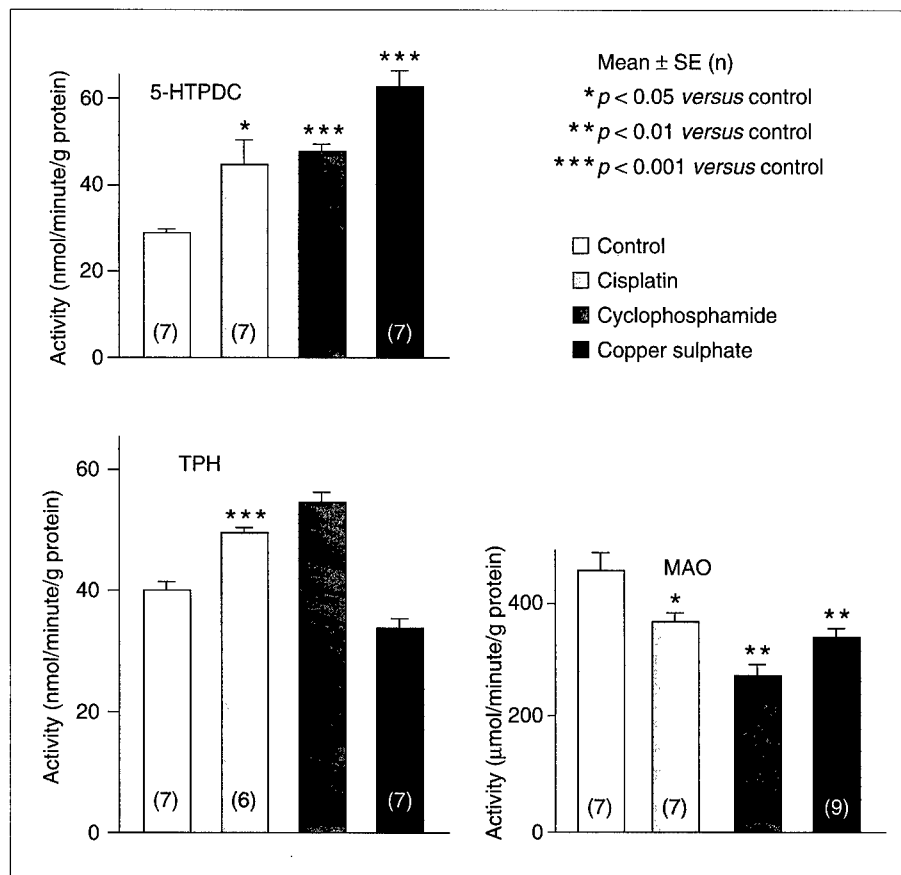 5-HTPDC
Activity (nmol/minute/g protein)
60
40
20
0
*
***
***
(7)
(7)
(7)
Mean ± SE (n)
*p < 0.05 versus control
**p < 0.01 versus control
***p < 0.001 versus control
Control
Cisplatin
Cyclophosphamide
Copper sulphate
TPH
Activity (nmol/minute/g protein)
60
40
20
0
***
(7)
(6)
(7)
MAO
Activity (μmol/minute/g protein)
400
200
0
*
**
**
(7)
(7)
(9)